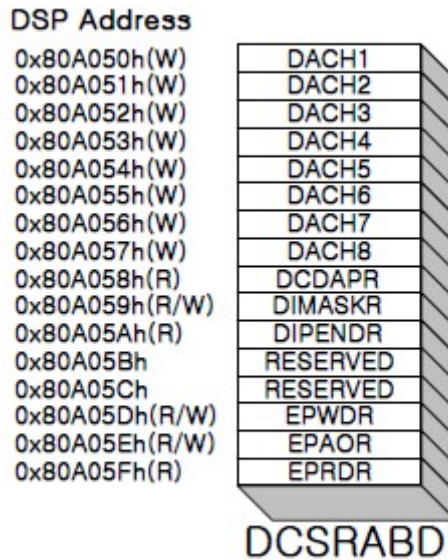 DSP Address
0x80A050h(W) DACH1
0x80A051h(W) DACH2
0x80A052h(W) DACH3
0x80A053h(W) DACH4
0x80A054h(W) DACH5
0x80A055h(W) DACH6
0x80A056h(W) DACH7
0x80A057h(W) DACH8
0x80A058h(R) DCDAPR
0x80A059h(R/W) DIMASKR
0x80A05Ah(R) DIPENDR
0x80A05Bh RESERVED
0x80A05Ch RESERVED
0x80A05Dh(R/W) EPWDR
0x80A05Eh(R/W) EPAOR
0x80A05Fh(R) EPRDR
DCSRABD